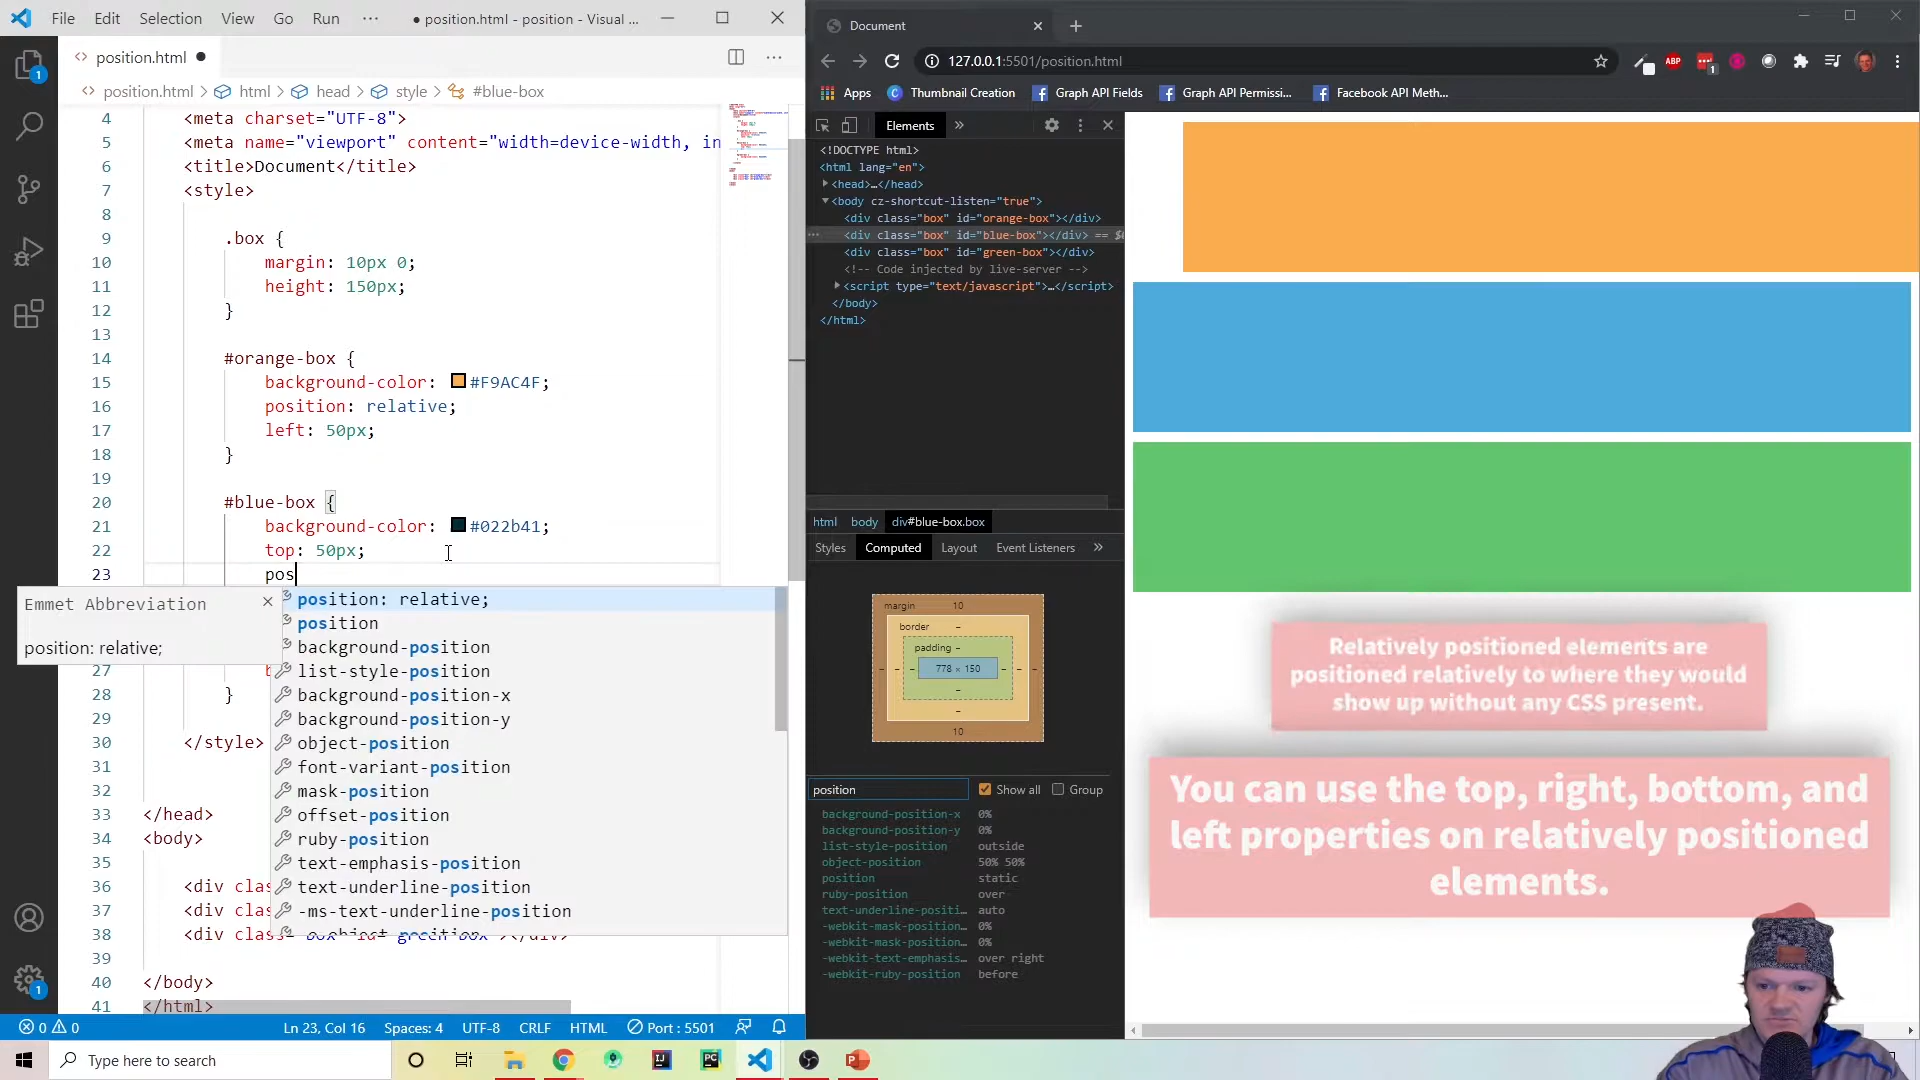 File Edit Selection View Go Run ··· ● position.html - position - Visual ...
position.html ●
position.html > html > head > style > #blue-box
4 <meta charset="UTF-8">
5 <meta name="viewport" content="width=device-width, in
6 <title>Document</title>
7 <style>
8
9 .box {
10 margin: 10px 0;
11 height: 150px;
12 }
13
14 #orange-box {
15 background-color: #F9AC4F;
16 position: relative;
17 left: 50px;
18 }
19
20 #blue-box {
21 background-color: #022b41;
22 top: 50px;
23 pos
Emmet Abbreviation
position: relative;
position: relative;
position
background-position
list-style-position
background-position-x
background-position-y
object-position
font-variant-position
mask-position
offset-position
ruby-position
text-emphasis-position
text-underline-position
-ms-text-underline-position
27
28 }
29
30 </style>
31
32
33 </head>
34 <body>
35
36 <div clas
37 <div clas
38 <div class="box" id="green-box"></div>
39
40 </body>
41 </html>
1
1
0 0 Ln 23, Col 16 Spaces: 4 UTF-8 CRLF HTML Port : 5501
Type here to search
Document
127.0.0.1:5501/position.html
ABP
1
Apps Thumbnail Creation Graph API Fields Graph API Permissi... Facebook API Meth...
Elements »
<!DOCTYPE html>
<html lang="en">
<head>…</head>
<body cz-shortcut-listen="true">
<div class="box" id="orange-box"></div>
<div class="box" id="blue-box"></div> == $0
<div class="box" id="green-box"></div>
<!-- Code injected by live-server -->
<script type="text/javascript">…</script>
</body>
</html>
html body div#blue-box.box
Styles Computed Layout Event Listeners »
margin 10
border –
padding –
– – – 778 × 150 – – –
–
–
10
position Show all Group
background-position-x 0%
background-position-y 0%
list-style-position outside
object-position 50% 50%
position static
ruby-position over
text-underline-positi… auto
-webkit-mask-position… 0%
-webkit-mask-position… 0%
-webkit-text-emphasis… over right
-webkit-ruby-position before
Relatively positioned elements are
positioned relatively to where they would
show up without any CSS present.
You can use the top, right, bottom, and
left properties on relatively positioned
elements.